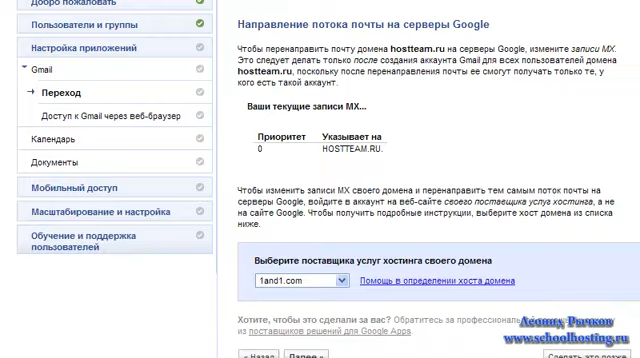 Добро пожаловать
Пользователи и группы
Настройка приложений
Gmail
Переход
Доступ к Gmail через веб-браузер
Календарь
Документы
Мобильный доступ
Масштабирование и настройка
Обучение и поддержка
пользователей
Направление потока почты на серверы Google
Чтобы перенаправить почту домена hostteam.ru на серверы Google, измените записи MX.
Это следует делать только после создания аккаунта Gmail для всех пользователей домена
hostteam.ru, поскольку после перенаправления почты ее смогут получать только те, у
кого есть такой аккаунт.
Ваши текущие записи MX...
Приоритет Указывает на
0 HOSTTEAM.RU.
Чтобы изменить записи MX своего домена и перенаправить тем самым поток почты на
серверы Google, войдите в аккаунт на веб-сайте своего поставщика услуг хостинга, а не
на сайте Google. Чтобы получить подробные инструкции, выберите хост домена из списка
ниже.
Выберите поставщика услуг хостинга своего домена
1and1.com Помощь в определении хоста домена
Хотите, чтобы это сделали за вас? Обратитесь за профессиональной
из поставщиков решений для Google Apps.
Леонид Рычков
www.schoolhosting.ru
« Назад Далее » Сделать это позже